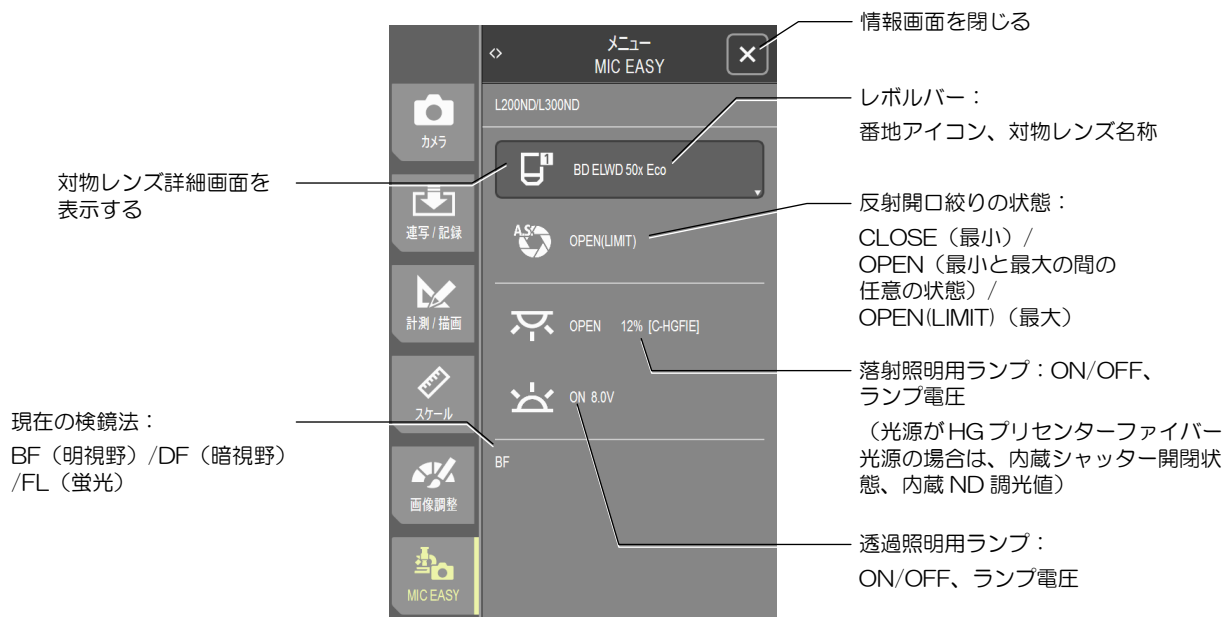 メニュー
MIC EASY
L200ND/L300ND
1
BD ELWD 50x Eco
A.S.
OPEN(LIMIT)
OPEN 12% [C-HGFIE]
ON 8.0V
BF
カメラ
連写 / 記録
計測 / 描画
スケール
画像調整
MIC EASY
対物レンズ詳細画面を
表示する
現在の検鏡法：
BF（明視野）/DF（暗視野）
/FL（蛍光）
情報画面を閉じる
レボルバー：
番地アイコン、対物レンズ名称
反射開口絞りの状態：
CLOSE（最小）/
OPEN（最小と最大の間の
任意の状態）/
OPEN(LIMIT)（最大）
落射照明用ランプ：ON/OFF、
ランプ電圧
（光源が HG プリセンターファイバー
光源の場合は、内蔵シャッター開閉状
態、内蔵 ND 調光値）
透過照明用ランプ：
ON/OFF、ランプ電圧